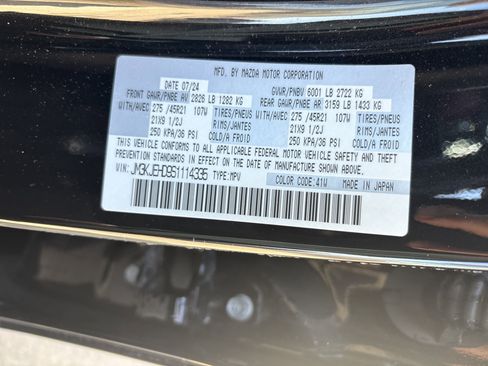 MFD. BY MAZDA MOTOR CORPORATION
DATE 07/24 GVWR/PNBV 6001 LB 2722 KG
FRONT GAWR/PNBE AV 2826 LB 1282 KG REAR GAWR/PNBE AR 3159 LB 1433 KG
WITH/AVEC 275 /45R21 107W TIRES/PNEUS WITH/AVEC 275 /45R21 107W TIRES/PNEUS
21X9 1/2J RIMS/JANTES 21X9 1/2J RIMS/JANTES
250 KPA/36 PSI COLD/A FROID 250 KPA/36 PSI COLD/A FROID
THIS VEHICLE CONFORMS TO ALL APPLICABLE FEDERAL MOTOR VEHICLE SAFETY AND THEFT
PREVENTION STANDARDS IN EFFECT ON THE DATE OF MANUFACTURE SHOWN ABOVE.
VIN: JM3KJEHD9S1114335 TYPE:MPV COLOR CODE:41W MADE IN JAPAN